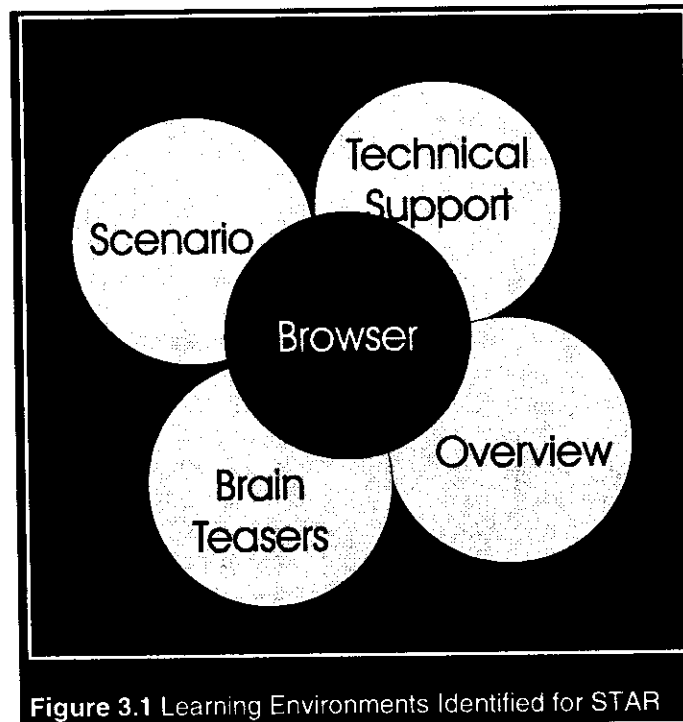 Technical
Support
Scenario
Browser
Overview
Brain
Teasers
Figure 3.1 Learning Environments Identified for STAR